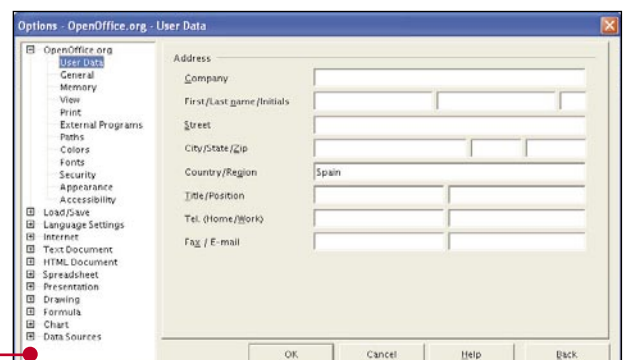 Options - OpenOffice.org - User Data
OpenOffice.org
User Data
General
Memory
View
Print
External Programs
Paths
Colors
Fonts
Security
Appearance
Accessibility
Load/Save
Language Settings
Internet
Text Document
HTML Document
Spreadsheet
Presentation
Drawing
Formula
Chart
Data Sources
Address
Company
First/Last name/Initials
Street
City/State/Zip
Country/Region Spain
Title/Position
Tel. (Home/Work)
Fax / E-mail
OK Cancel Help Back